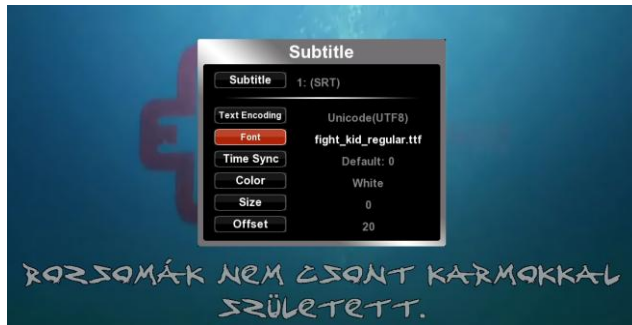 Subtitle
Subtitle 1: (SRT)
Text Encoding Unicode(UTF8)
Font fight_kid_regular.ttf
Time Sync Default: 0
Color White
Size 0
Offset 20
ROZSOMÁK NEM CSONT KARMOKKAL
SZÜLETETT.